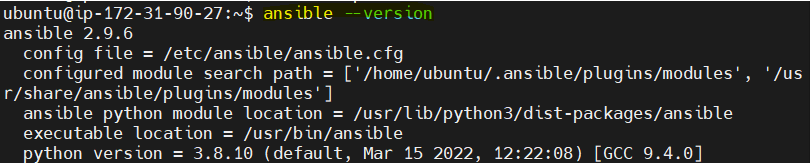 ubuntu@ip-172-31-90-27:~$ ansible --version
ansible 2.9.6
  config file = /etc/ansible/ansible.cfg
  configured module search path = ['/home/ubuntu/.ansible/plugins/modules', '/us
r/share/ansible/plugins/modules']
  ansible python module location = /usr/lib/python3/dist-packages/ansible
  executable location = /usr/bin/ansible
  python version = 3.8.10 (default, Mar 15 2022, 12:22:08) [GCC 9.4.0]